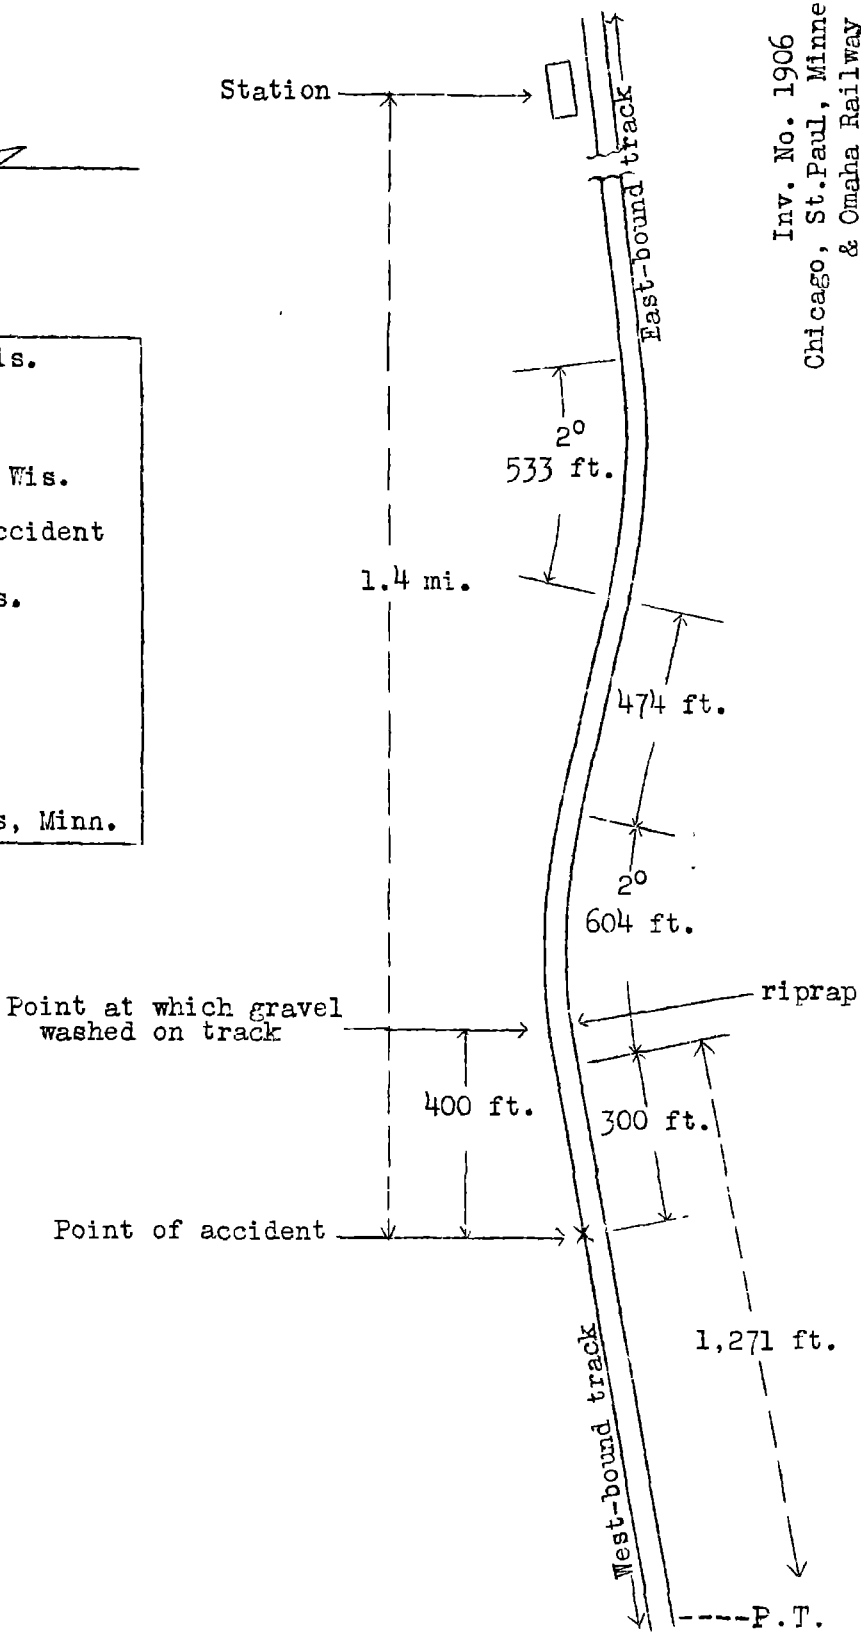 Inv. No. 1906
Chicago, St.Paul, Minne
& Omaha Railway
Station
East-bound track
is.
Wis.
ccident
s.
s, Minn.
2°
533 ft.
1.4 mi.
474 ft.
2°
604 ft.
Point at which gravel
washed on track
riprap
400 ft.
300 ft.
Point of accident
1,271 ft.
West-bound track
P.T.